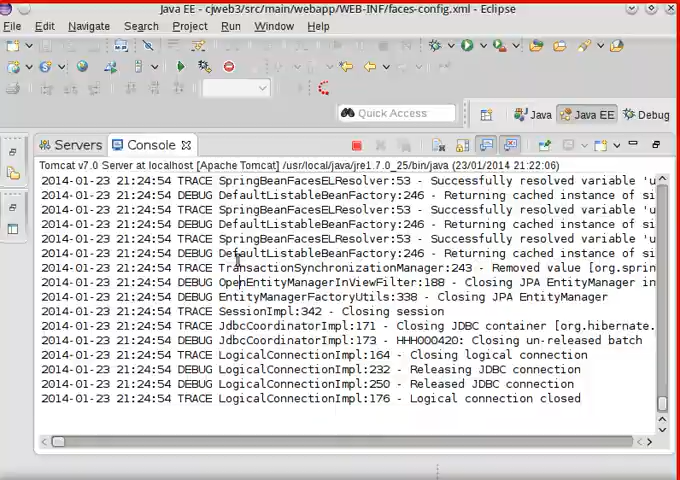 Java EE - cjweb3/src/main/webapp/WEB-INF/faces-config.xml - Eclipse
File Edit Navigate Search Project Tomcat Run Window Help
Quick Access
Java
Java EE
Debug
Servers
Console
Tomcat v7.0 Server at localhost [Apache Tomcat] /usr/local/java/jre1.7.0_25/bin/java (23/01/2014 21:22:06)
2014-01-23 21:24:54 TRACE SpringBeanFacesELResolver:53 - Successfully resolved variable 'u
2014-01-23 21:24:54 DEBUG DefaultListableBeanFactory:246 - Returning cached instance of si
2014-01-23 21:24:54 TRACE SpringBeanFacesELResolver:53 - Successfully resolved variable 'u
2014-01-23 21:24:54 DEBUG DefaultListableBeanFactory:246 - Returning cached instance of si
2014-01-23 21:24:54 TRACE SpringBeanFacesELResolver:53 - Successfully resolved variable 'u
2014-01-23 21:24:54 DEBUG DefaultListableBeanFactory:246 - Returning cached instance of si
2014-01-23 21:24:54 TRACE TransactionSynchronizationManager:243 - Removed value [org.sprin
2014-01-23 21:24:54 DEBUG OpenEntityManagerInViewFilter:188 - Closing JPA EntityManager in
2014-01-23 21:24:54 DEBUG EntityManagerFactoryUtils:338 - Closing JPA EntityManager
2014-01-23 21:24:54 TRACE SessionImpl:342 - Closing session
2014-01-23 21:24:54 TRACE JdbcCoordinatorImpl:171 - Closing JDBC container [org.hibernate.
2014-01-23 21:24:54 TRACE JdbcCoordinatorImpl:173 - HHH000420: Closing un-released batch
2014-01-23 21:24:54 TRACE LogicalConnectionImpl:164 - Closing logical connection
2014-01-23 21:24:54 DEBUG LogicalConnectionImpl:232 - Releasing JDBC connection
2014-01-23 21:24:54 DEBUG LogicalConnectionImpl:250 - Released JDBC connection
2014-01-23 21:24:54 TRACE LogicalConnectionImpl:176 - Logical connection closed